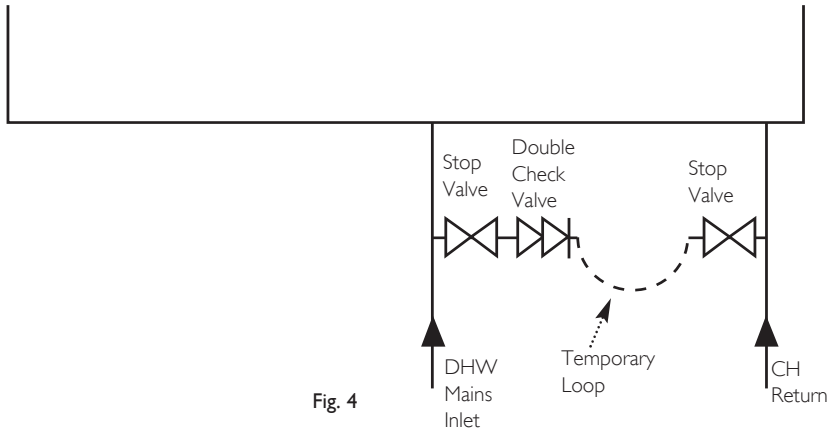 Stop
Valve
Double
Check
Valve
Stop
Valve
Temporary
Loop
DHW
Mains
Inlet
CH
Return
Fig. 4